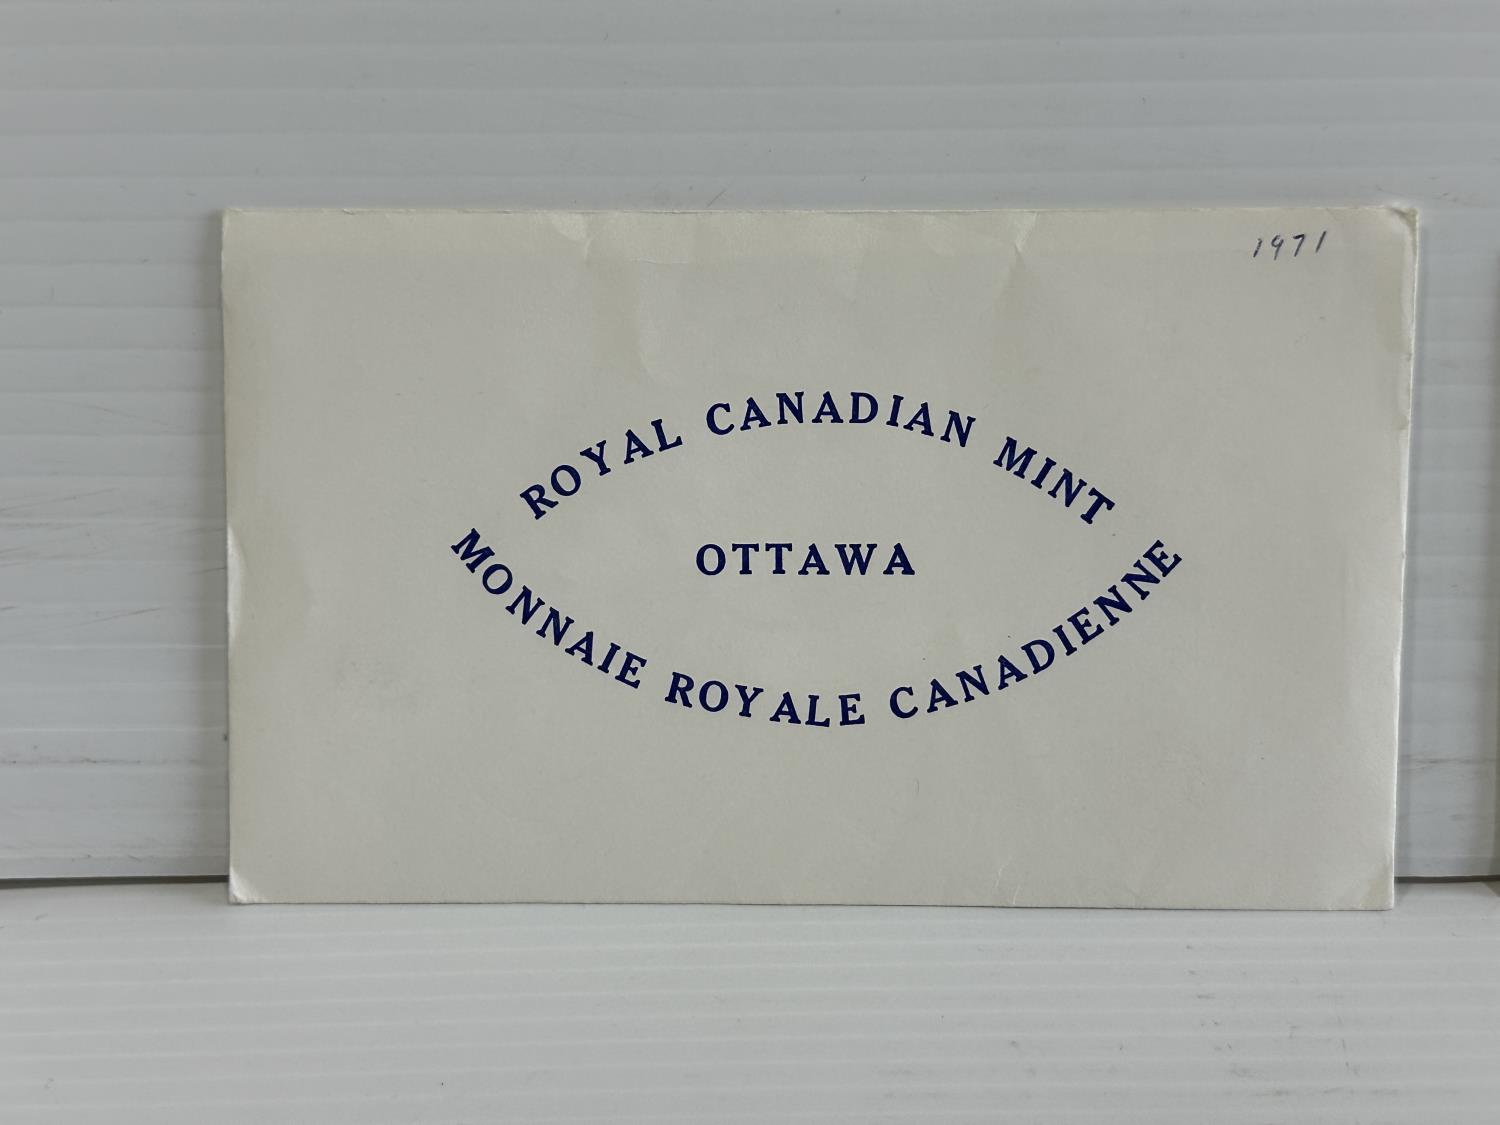 1971
ROYAL CANADIAN MINT
OTTAWA
MONNAIE ROYALE CANADIENNE